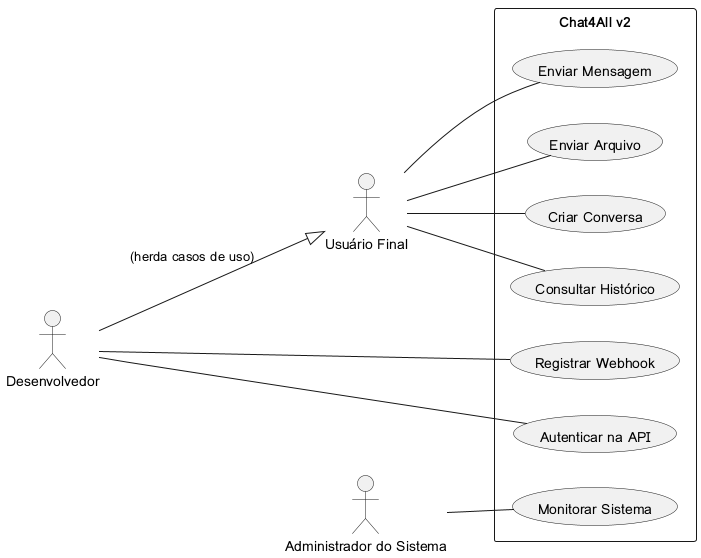 Chat4All v2
Enviar Mensagem
Enviar Arquivo
Criar Conversa
Usuário Final
(herda casos de uso)
Consultar Histórico
Registrar Webhook
Desenvolvedor
Autenticar na API
Monitorar Sistema
Administrador do Sistema